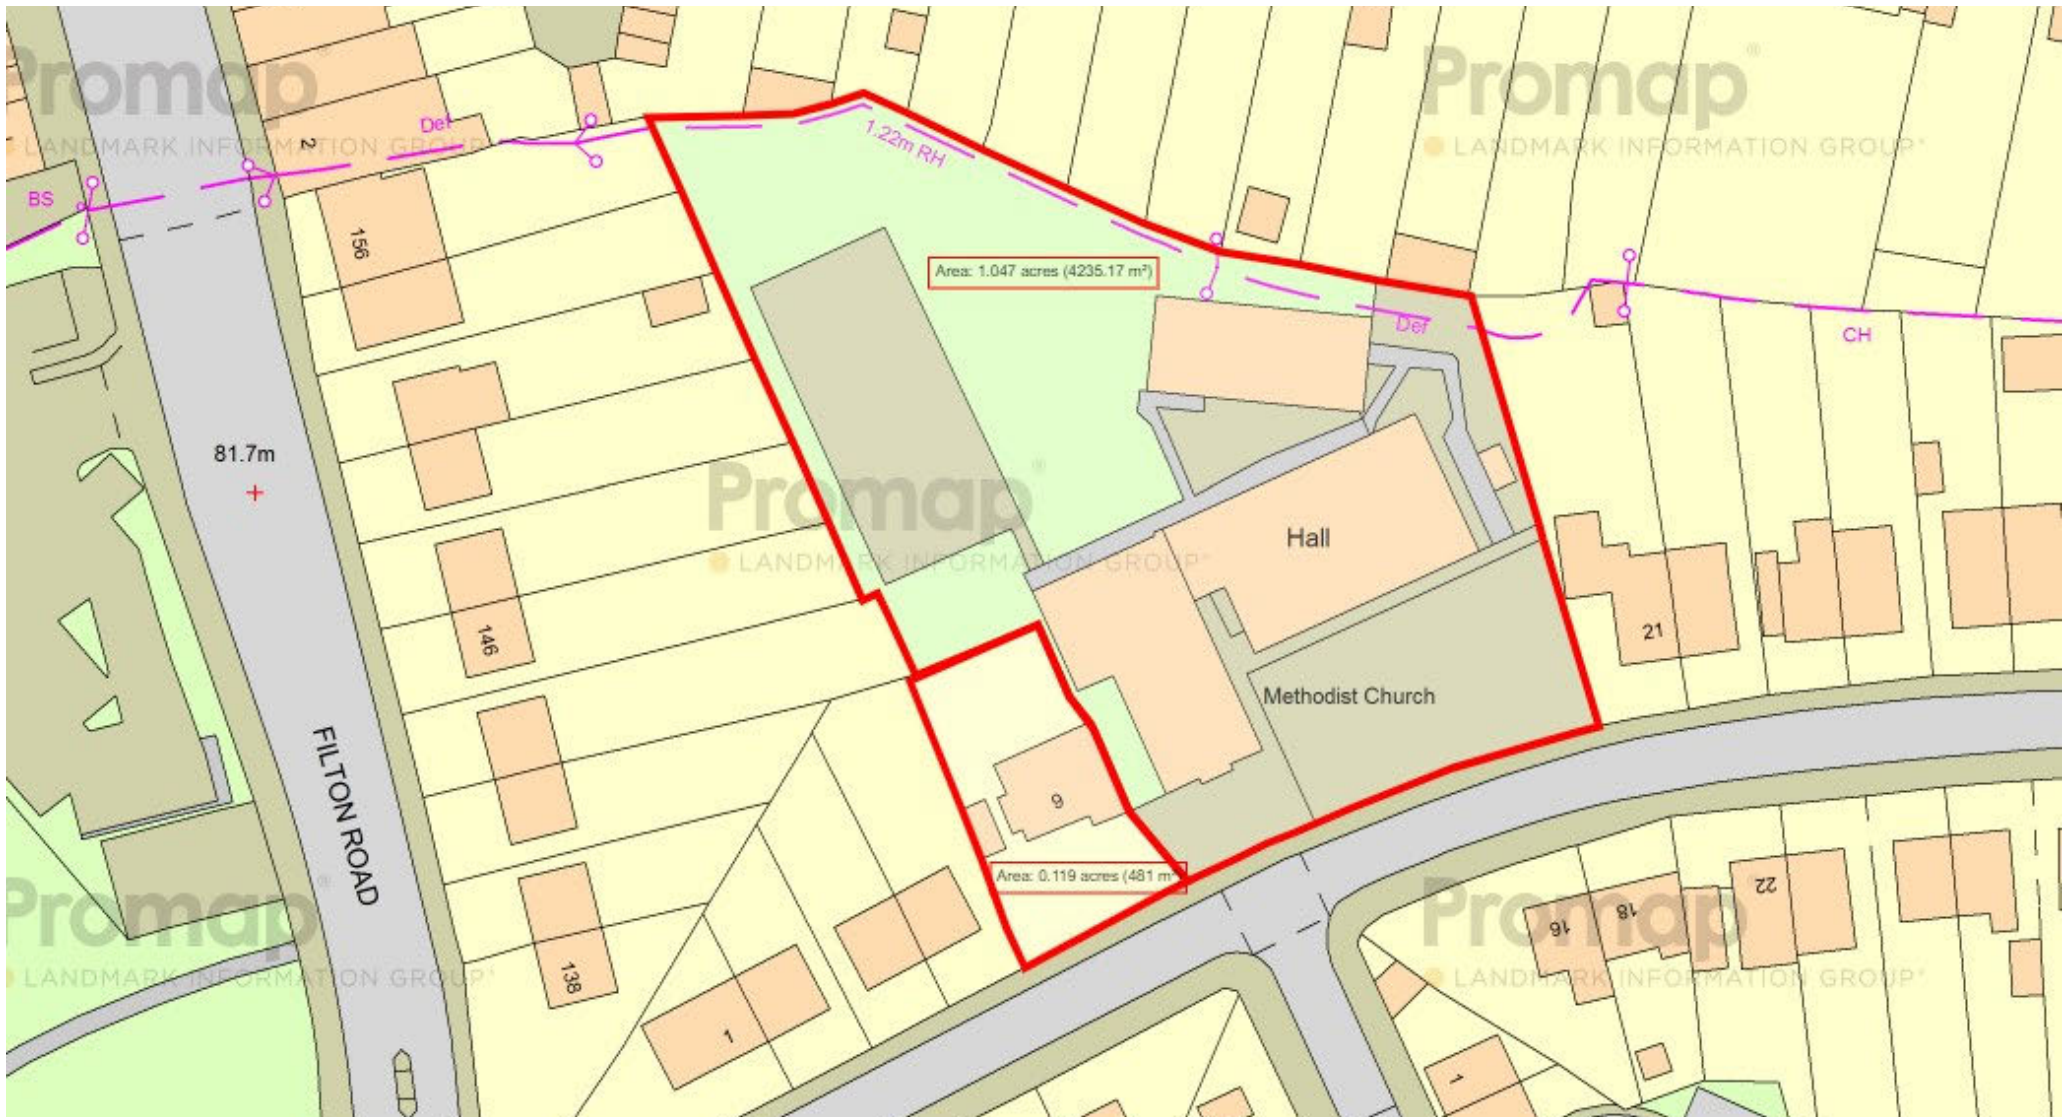 Promap
LANDMARK INFORMATION GROUP
Promap
LANDMARK INFORMATION GROUP
2
Def
1.22m RH
BS
156
Area: 1.047 acres (4235.17 m²)
Def
CH
81.7m
Promap
LANDMARK INFORMATION GROUP
Hall
146
21
Methodist Church
FILTON ROAD
9
Area: 0.119 acres (481 m
Promap
LANDMARK INFORMATION GROUP
Promap
LANDMARK INFORMATION GROUP
22
18
16
138
1
1